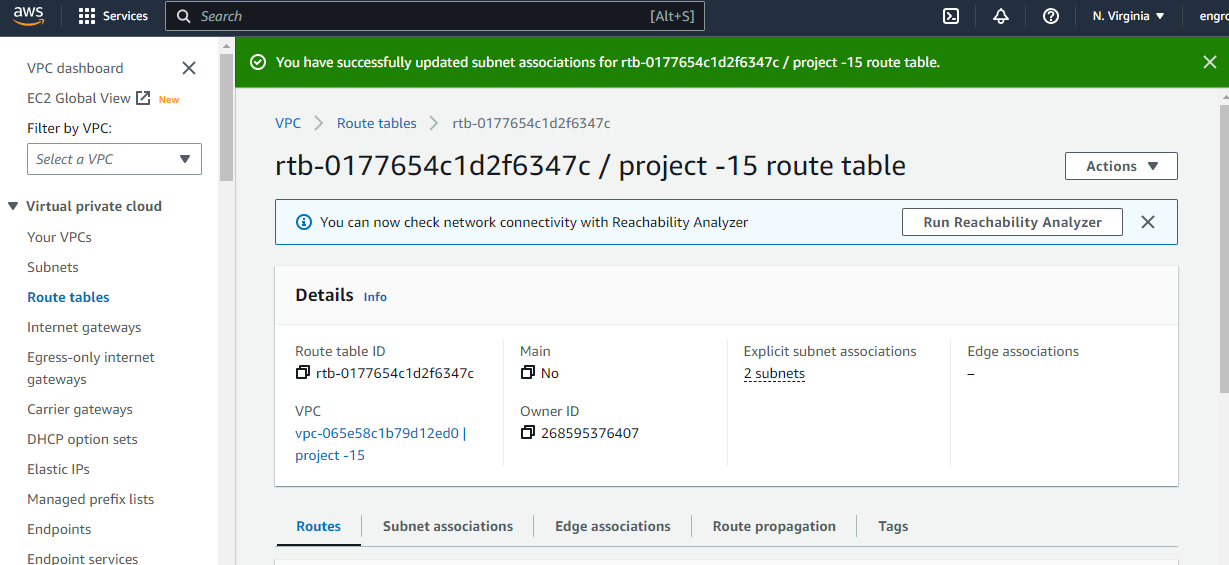 aws
Services
Search
[Alt+S]
N. Virginia
engro
VPC dashboard
EC2 Global View New
Filter by VPC:
Select a VPC
Virtual private cloud
Your VPCs
Subnets
Route tables
Internet gateways
Egress-only internet
gateways
Carrier gateways
DHCP option sets
Elastic IPs
Managed prefix lists
Endpoints
Endpoint services
You have successfully updated subnet associations for rtb-0177654c1d2f6347c / project -15 route table.
VPC
Route tables
rtb-0177654c1d2f6347c
rtb-0177654c1d2f6347c / project -15 route table
Actions
You can now check network connectivity with Reachability Analyzer
Run Reachability Analyzer
Details Info
Route table ID
rtb-0177654c1d2f6347c
Main
No
Explicit subnet associations
2 subnets
Edge associations
–
VPC
vpc-065e58c1b79d12ed0 |
project -15
Owner ID
268595376407
Routes
Subnet associations
Edge associations
Route propagation
Tags